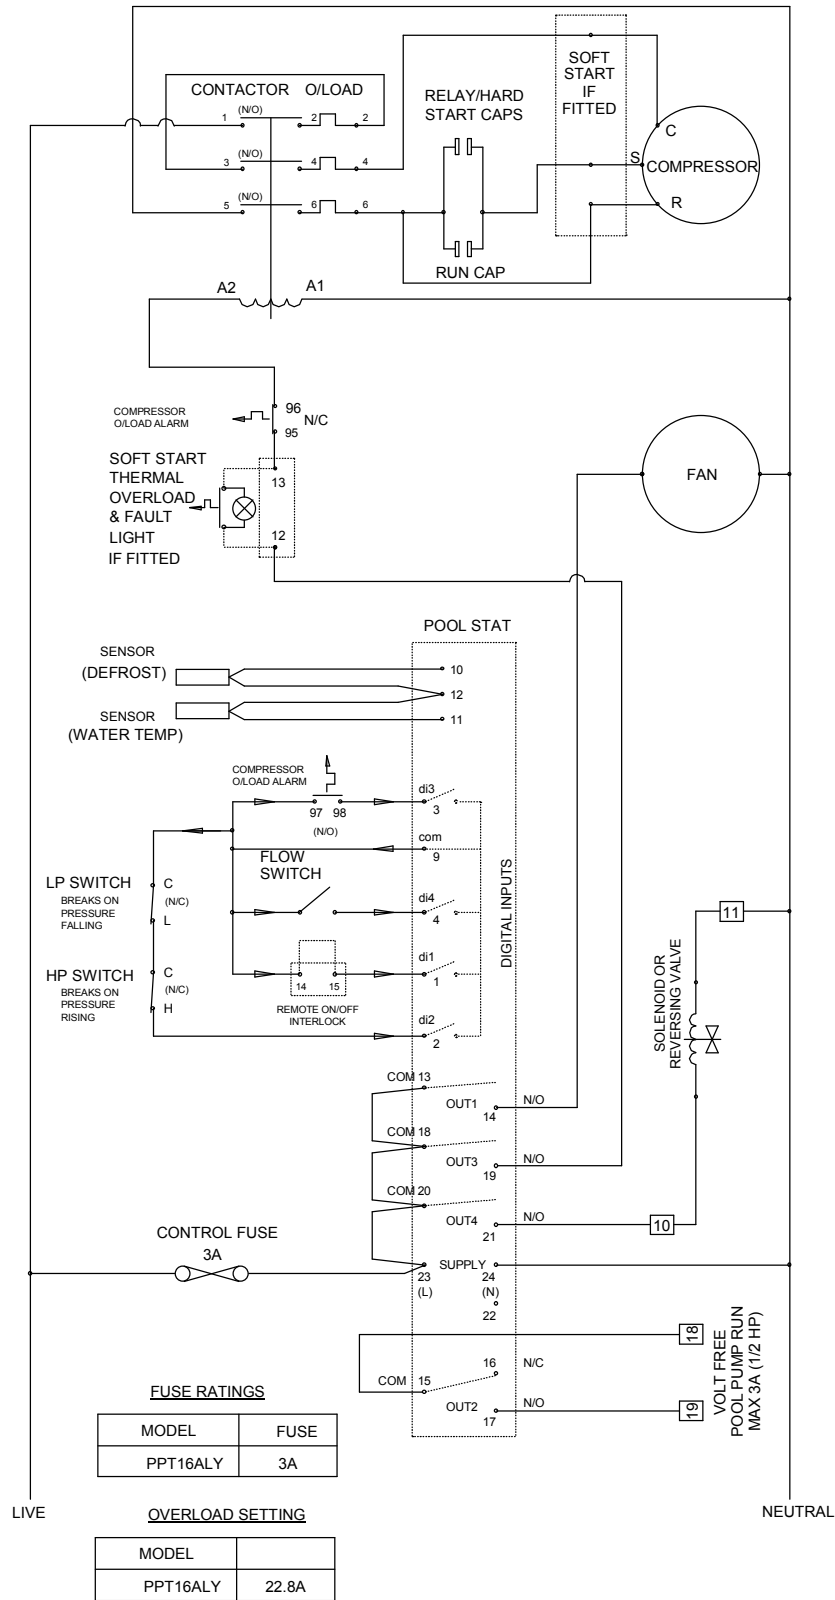 SOFT
START
IF
FITTED
CONTACTOR O/LOAD
RELAY/HARD
START CAPS
(N/O)
1 2 2
C
(N/O)
3 4 4
S
COMPRESSOR
(N/O)
5 6 6
R
RUN CAP
A2 A1
COMPRESSOR
O/LOAD ALARM
96
N/C
95
SOFT START
THERMAL
OVERLOAD
& FAULT
LIGHT
IF FITTED
13
12
FAN
POOL STAT
SENSOR
(DEFROST)
10
12
SENSOR
(WATER TEMP)
11
COMPRESSOR
O/LOAD ALARM
97 98
(N/O)
di3
3
com
9
FLOW
SWITCH
di4
4
LP SWITCH
BREAKS ON
PRESSURE
FALLING
C
(N/C)
L
HP SWITCH
BREAKS ON
PRESSURE
RISING
C
(N/C)
H
14 15
REMOTE ON/OFF
INTERLOCK
di1
1
di2
2
DIGITAL INPUTS
11
SOLENOID OR
REVERSING VALVE
COM 13
OUT1
14
N/O
COM 18
OUT3
19
N/O
COM 20
OUT4
21
N/O
10
CONTROL FUSE
3A
SUPPLY
23
(L)
24
(N)
22
18
16
N/C
COM 15
OUT2
17
N/O
19
VOLT FREE
POOL PUMP RUN
MAX 3A (1/2 HP)
FUSE RATINGS
MODEL FUSE
PPT16ALY 3A
LIVE
NEUTRAL
OVERLOAD SETTING
MODEL
PPT16ALY 22.8A